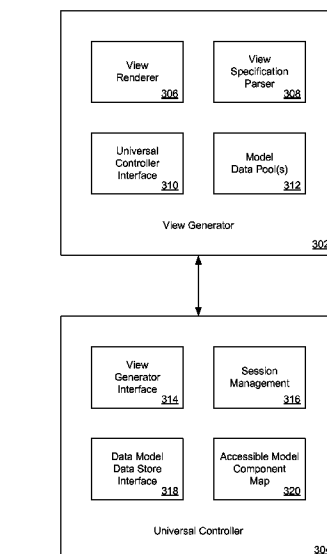 View
Renderer
306
View
Specification
Parser
308
Universal
Controller
Interface
310
Model
Data Pool(s)
312
View Generator
302
View
Generator
Interface
314
Session
Management
316
Data Model
Data Store
Interface
318
Accessible Model
Component
Map
320
Universal Controller